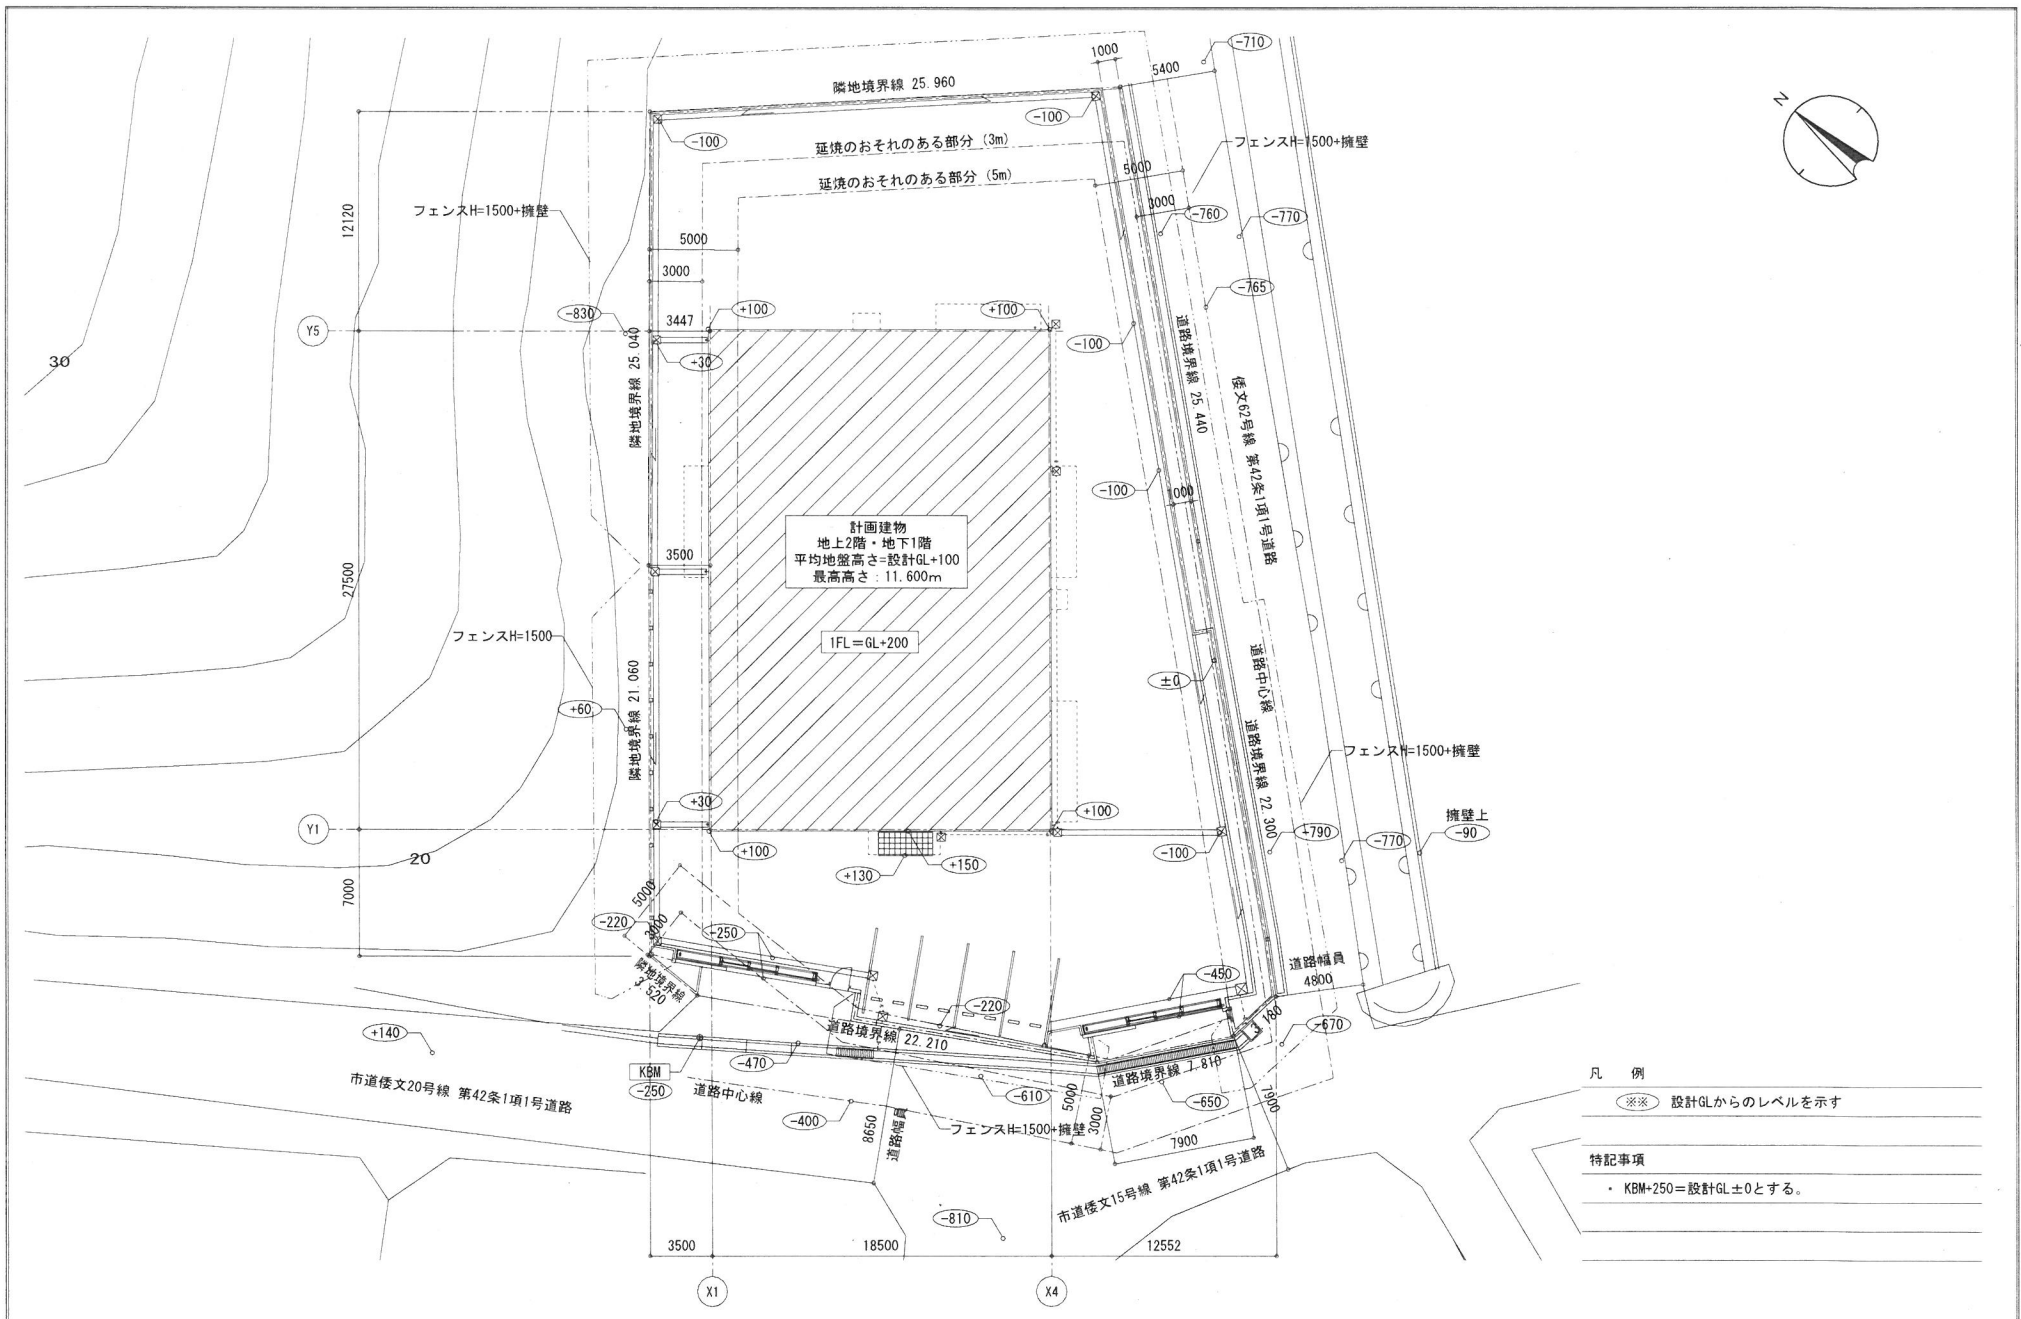 -710
1000
5400
隣地境界線 25.960
N
-100
-100
延焼のおそれのある部分 (3m)
フェンスH=1500+擁壁
延焼のおそれのある部分 (5m)
5000
3000
-760
-770
12120
フェンスH=1500+擁壁
5000
3000
-765
-830
3447
+100
+100
Y5
+30
-100
隣地境界線 25.040
道路境界線 25.440
30
倭文62号線 第42条1項1号道路
-100
1000
計画建物
地上2階・地下1階
平均地盤高さ=設計GL+100
最高高さ：11.600m
3500
27500
フェンスH=1500
1FL=GL+200
±0
道路中心線
隣地境界線 21.060
+60
道路境界線 22.300
フェンスH=1500+擁壁
+30
+100
擁壁上
-90
Y1
+100
-100
-790
-770
20
+130
+150
7000
5000
3000
-220
-250
隣地境界線
3.520
-450
道路幅員
4800
-220
+140
道路境界線 22.210
3.180
-670
-470
KBM
-250
道路境界線 7.810
市道倭文20号線 第42条1項1号道路
道路中心線
-610
-650
-400
5000
3000
7900
8650
道路幅員
フェンスH=1500+擁壁
7900
市道倭文15号線 第42条1項1号道路
-810
3500
18500
12552
X1
X4
凡　例
※※ 設計GLからのレベルを示す
特記事項
・ KBM+250=設計GL±0とする。